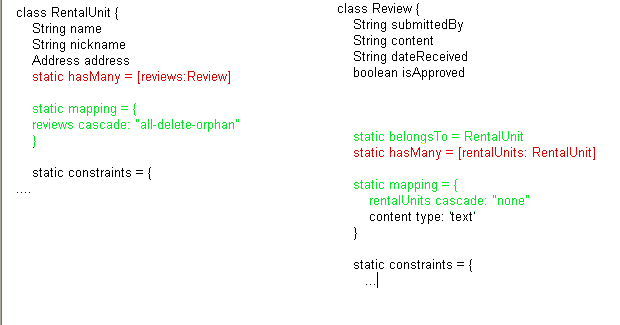 class RentalUnit {
String name
String nickname
Address address
static hasMany = [reviews:Review]
static mapping = {
reviews cascade: "all-delete-orphan"
}
static constraints = {
....
class Review {
String submittedBy
String content
String dateReceived
boolean isApproved
static belongsTo = RentalUnit
static hasMany = [rentalUnits: RentalUnit]
static mapping = {
rentalUnits cascade: "none"
content type: 'text'
}
static constraints = {
...